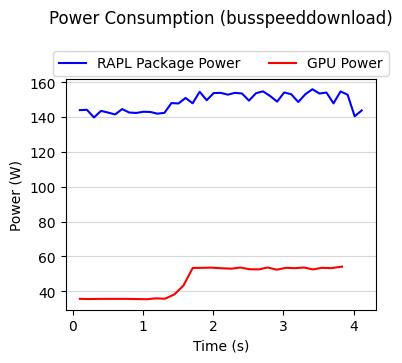 Power Consumption (busspeeddownload)
RAPL Package Power
GPU Power
160
140
120
100
80
60
40
Power (W)
0
1
2
3
4
Time (s)